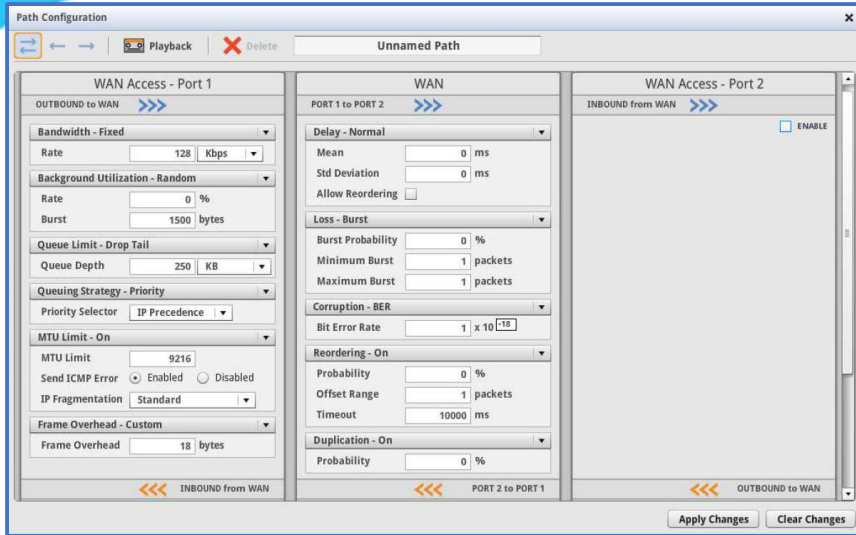 Path Configuration
Playback
Delete
Unnamed Path
WAN Access - Port 1
OUTBOUND to WAN
Bandwidth - Fixed
Rate 128 Kbps
Background Utilization - Random
Rate 0 %
Burst 1500 bytes
Queue Limit - Drop Tail
Queue Depth 250 KB
Queuing Strategy - Priority
Priority Selector IP Precedence
MTU Limit - On
MTU Limit 9216
Send ICMP Error Enabled Disabled
IP Fragmentation Standard
Frame Overhead - Custom
Frame Overhead 18 bytes
INBOUND from WAN
WAN
PORT 1 to PORT 2
Delay - Normal
Mean 0 ms
Std Deviation 0 ms
Allow Reordering
Loss - Burst
Burst Probability 0 %
Minimum Burst 1 packets
Maximum Burst 1 packets
Corruption - BER
Bit Error Rate 1 x 10 -18
Reordering - On
Probability 0 %
Offset Range 1 packets
Timeout 10000 ms
Duplication - On
Probability 0 %
PORT 2 to PORT 1
WAN Access - Port 2
INBOUND from WAN
ENABLE
OUTBOUND to WAN
Apply Changes
Clear Changes